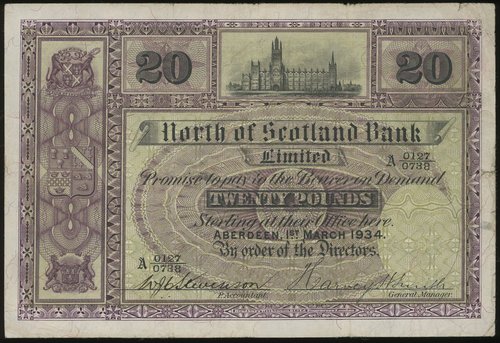 20 20
North of Scotland Bank
Limited
A 0127/0738
Promise to pay to the Bearer on Demand
TWENTY POUNDS
Sterling at their Office here.
ABERDEEN, 1ST MARCH 1934.
By order of the Directors.
A 0127/0738
P. Accountant. General Manager.